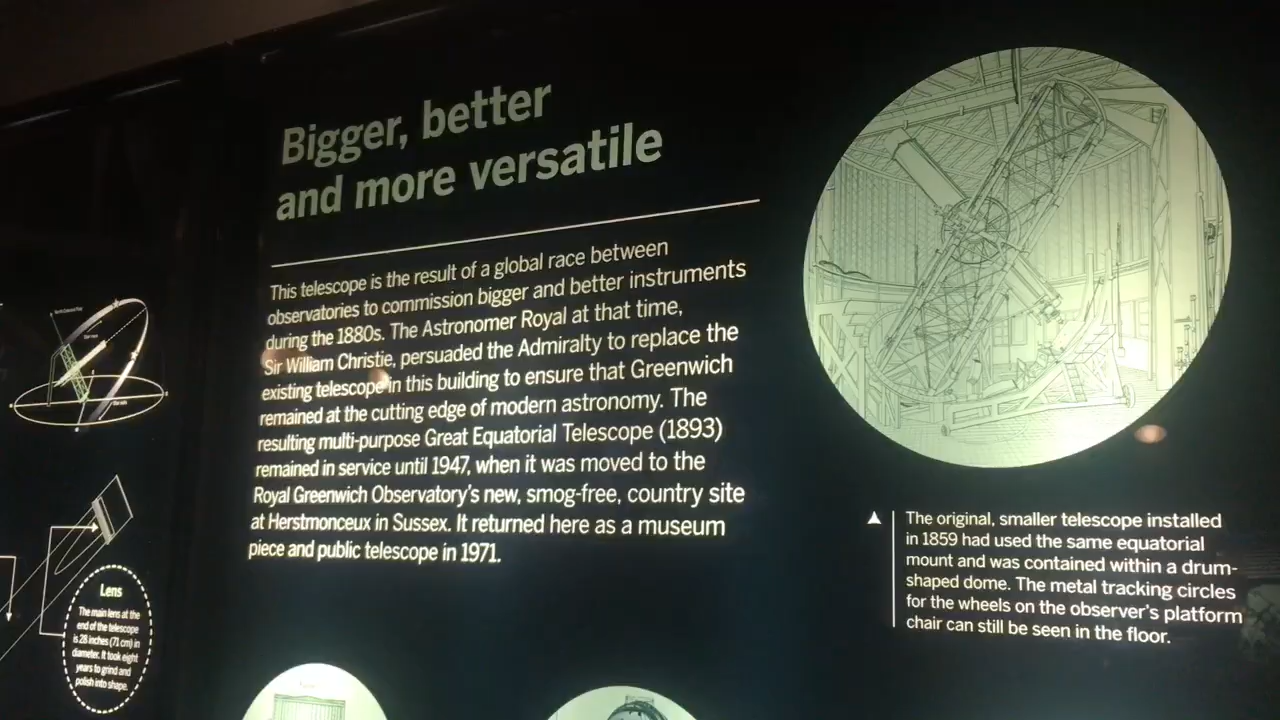 Bigger, better
and more versatile
This telescope is the result of a global race between
observatories to commission bigger and better instruments
during the 1880s. The Astronomer Royal at that time,
Sir William Christie, persuaded the Admiralty to replace the
existing telescope in this building to ensure that Greenwich
remained at the cutting edge of modern astronomy. The
resulting multi-purpose Great Equatorial Telescope (1893)
remained in service until 1947, when it was moved to the
Royal Greenwich Observatory's new, smog-free, country site
at Herstmonceux in Sussex. It returned here as a museum
piece and public telescope in 1971.
The original, smaller telescope installed
in 1859 had used the same equatorial
mount and was contained within a drum-
shaped dome. The metal tracking circles
for the wheels on the observer's platform
chair can still be seen in the floor.
Lens
The main lens at the
end of the telescope
is 28 inches (71 cm) in
diameter. It took eight
years to grind and
polish into shape.